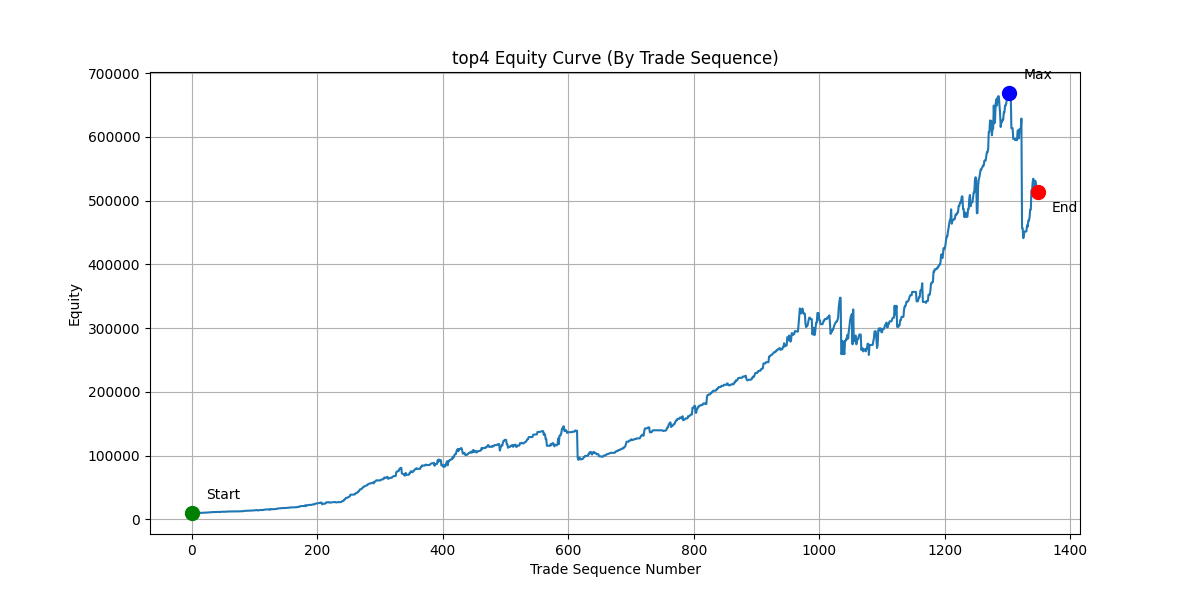 top4 Equity Curve (By Trade Sequence)
700000
Max
600000
500000
End
400000
Equity
300000
200000
100000
Start
0
0 200 400 600 800 1000 1200 1400
Trade Sequence Number